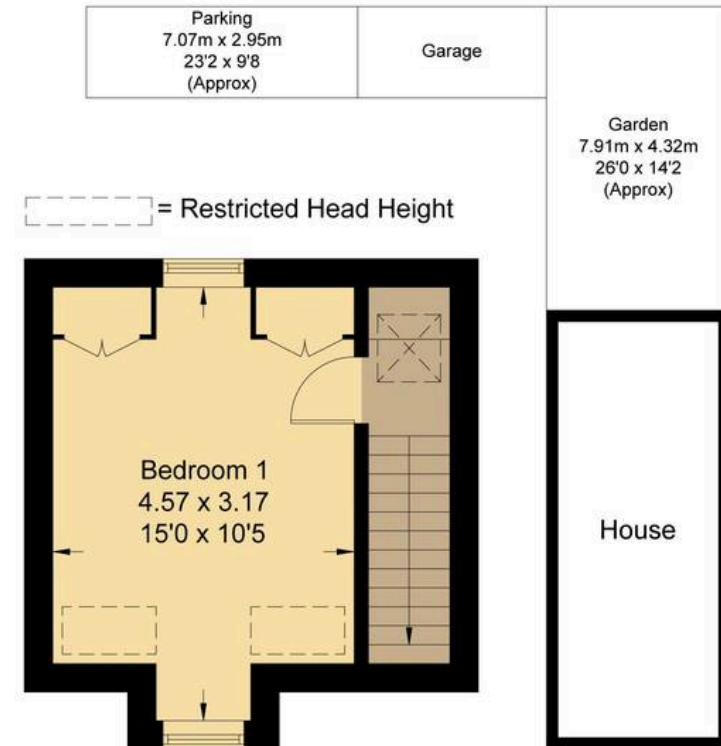 Parking
7.07m x 2.95m
23'2 x 9'8
(Approx)
Garage
Garden
7.91m x 4.32m
26'0 x 14'2
(Approx)
= Restricted Head Height
Bedroom 1
4.57 x 3.17
15'0 x 10'5
House